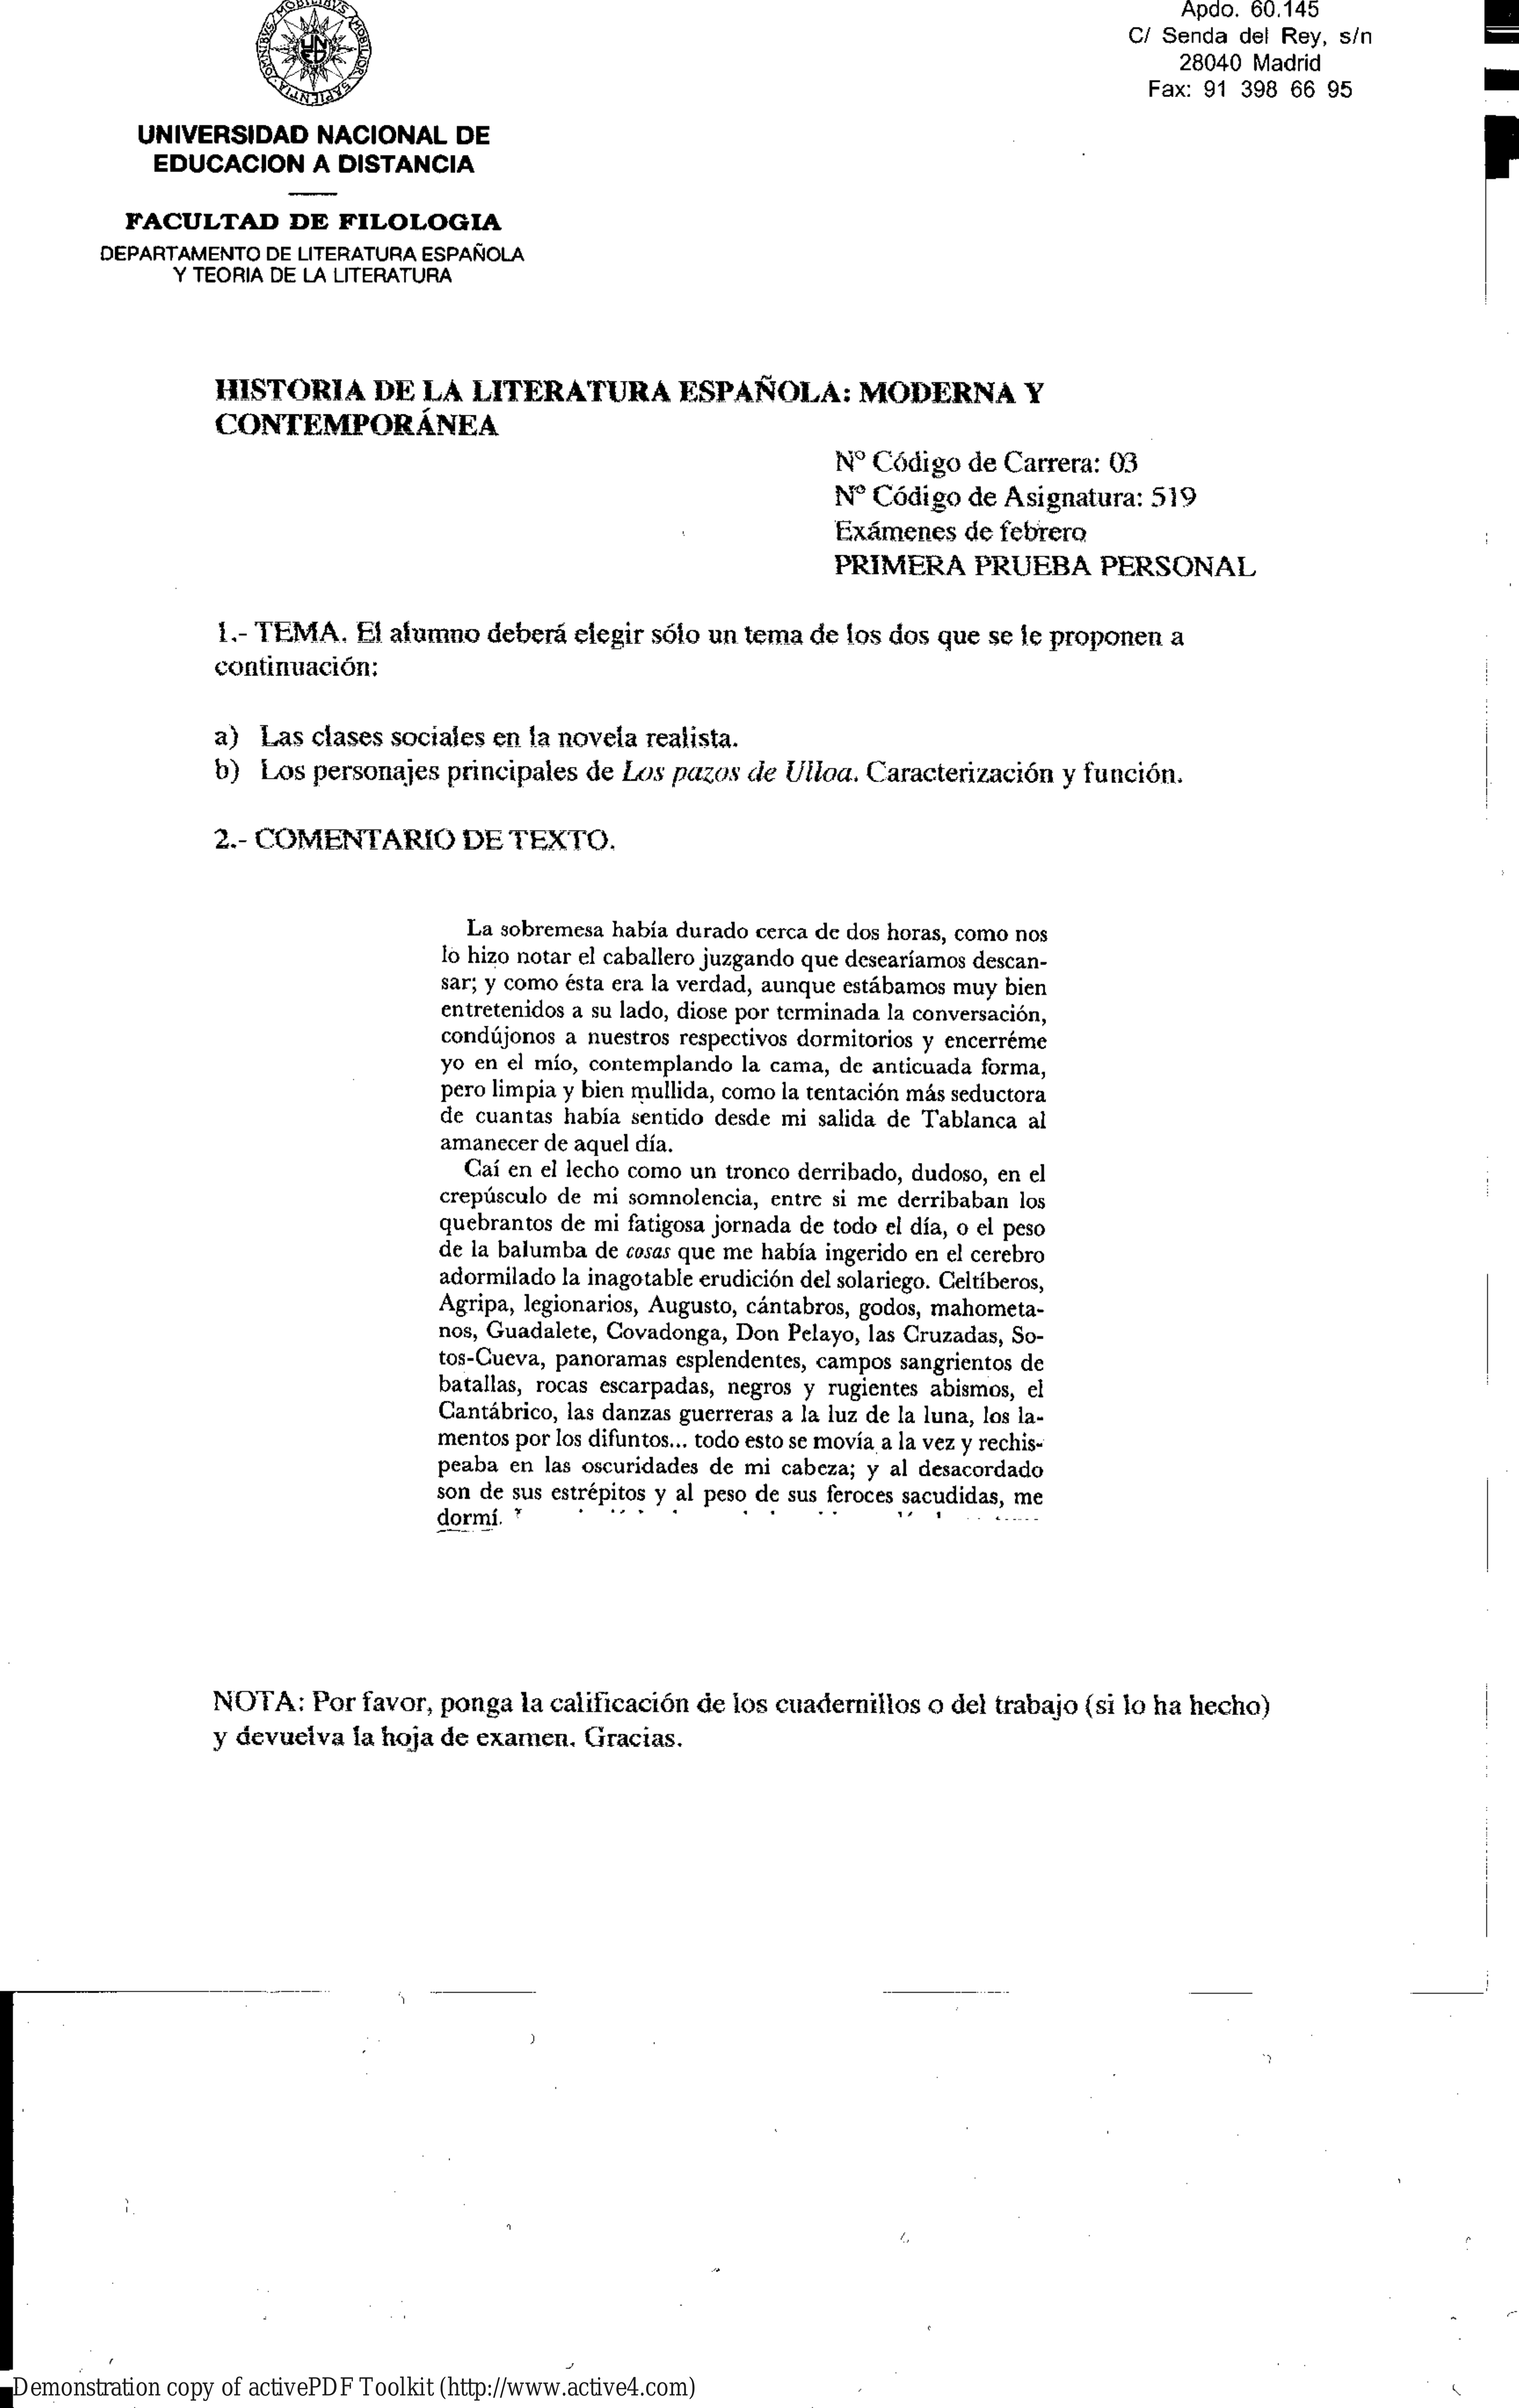 Apdo. 60.145
C/ Senda del Rey, s/n
28040 Madrid
Fax: 91 398 66 95
OMNIBVS MOBILIBVS MOBILIOR SAPIENTIA
UNED
UNIVERSIDAD NACIONAL DE
EDUCACION A DISTANCIA
FACULTAD DE FILOLOGIA
DEPARTAMENTO DE LITERATURA ESPAÑOLA
Y TEORIA DE LA LITERATURA
HISTORIA DE LA LITERATURA ESPAÑOLA: MODERNA Y
CONTEMPORÁNEA
Nº Código de Carrera: 03
Nº Código de Asignatura: 519
Exámenes de febrero
PRIMERA PRUEBA PERSONAL
1.- TEMA. El alumno deberá elegir sólo un tema de los dos que se le proponen a
continuación:
a) Las clases sociales en la novela realista.
b) Los personajes principales de Los pazos de Ulloa. Caracterización y función.
2.- COMENTARIO DE TEXTO.
La sobremesa había durado cerca de dos horas, como nos
lo hizo notar el caballero juzgando que desearíamos descan-
sar; y como ésta era la verdad, aunque estábamos muy bien
entretenidos a su lado, diose por terminada la conversación,
condújonos a nuestros respectivos dormitorios y encerréme
yo en el mío, contemplando la cama, de anticuada forma,
pero limpia y bien mullida, como la tentación más seductora
de cuantas había sentido desde mi salida de Tablanca al
amanecer de aquel día.
Caí en el lecho como un tronco derribado, dudoso, en el
crepúsculo de mi somnolencia, entre si me derribaban los
quebrantos de mi fatigosa jornada de todo el día, o el peso
de la balumba de cosas que me había ingerido en el cerebro
adormilado la inagotable erudición del solariego. Celtíberos,
Agripa, legionarios, Augusto, cántabros, godos, mahometa-
nos, Guadalete, Covadonga, Don Pelayo, las Cruzadas, So-
tos-Cueva, panoramas esplendentes, campos sangrientos de
batallas, rocas escarpadas, negros y rugientes abismos, el
Cantábrico, las danzas guerreras a la luz de la luna, los la-
mentos por los difuntos... todo esto se movía a la vez y rechis-
peaba en las oscuridades de mi cabeza; y al desacordado
son de sus estrépitos y al peso de sus feroces sacudidas, me
dormí.
NOTA: Por favor, ponga la calificación de los cuadernillos o del trabajo (si lo ha hecho)
y devuelva la hoja de examen. Gracias.
Demonstration copy of activePDF Toolkit (http://www.active4.com)